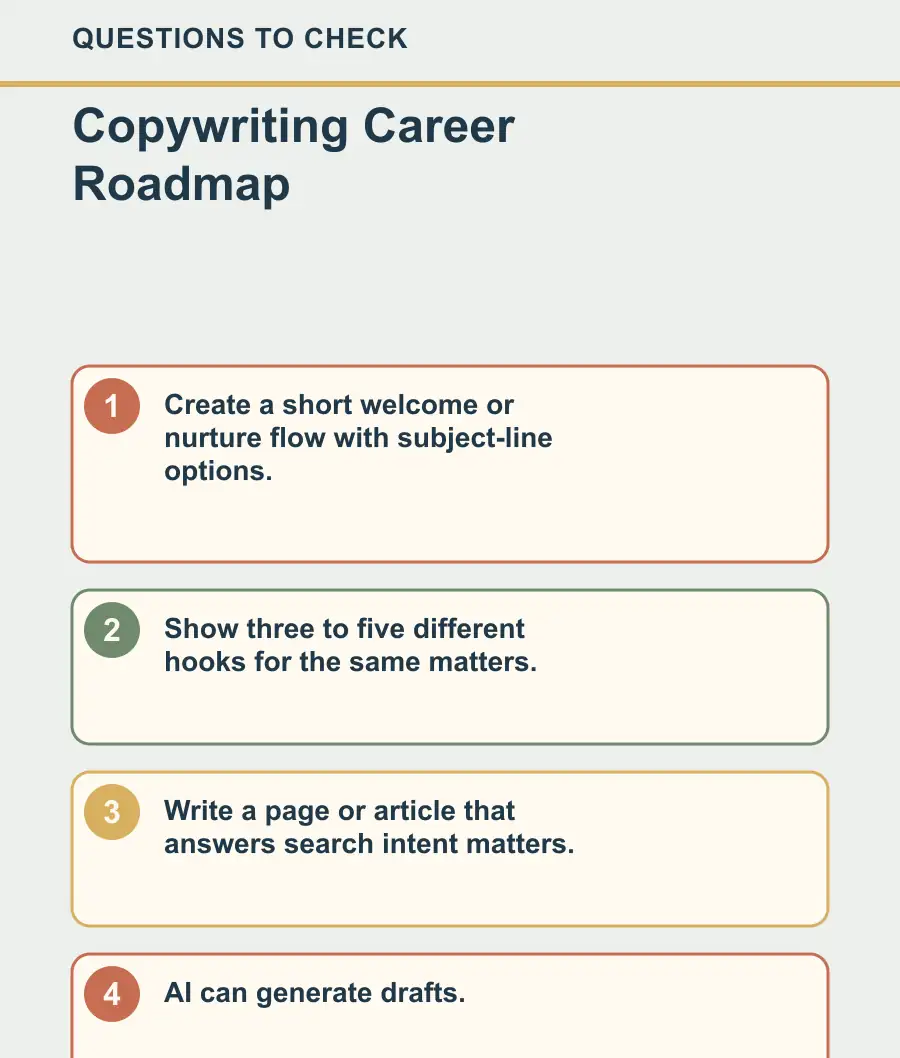 QUESTIONS TO CHECK
Copywriting Career
Roadmap
1
Create a short welcome or
nurture flow with subject-line
options.
2
Show three to five different
hooks for the same matters.
3
Write a page or article that
answers search intent matters.
4
AI can generate drafts.